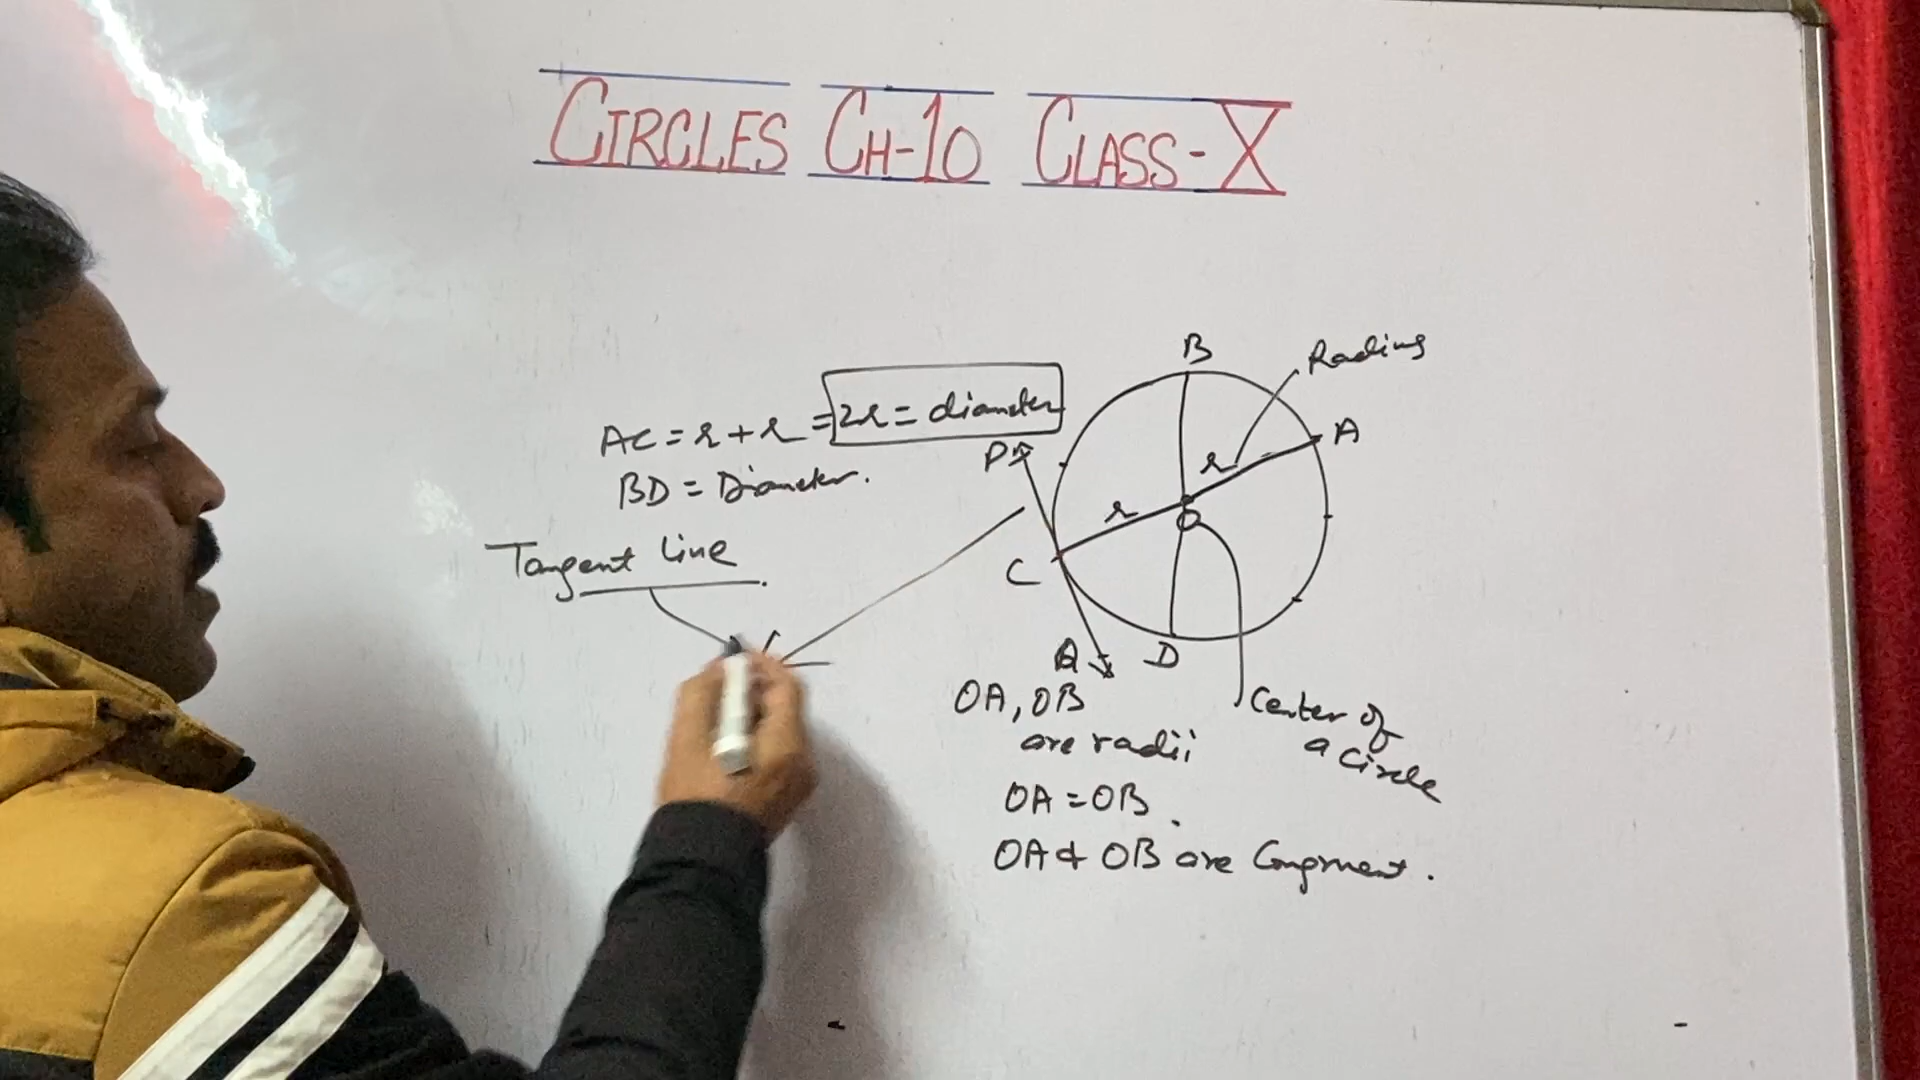 CIRCLES CH-10 CLASS-X
B
Radius
A
AC = r + r = 2r = diameter
P
BD = Diameter.
r
r
O
Tangent line
C
Q
D
OA, OB
are radii
Center of
a Circle
OA = OB.
OA & OB are Congruent.